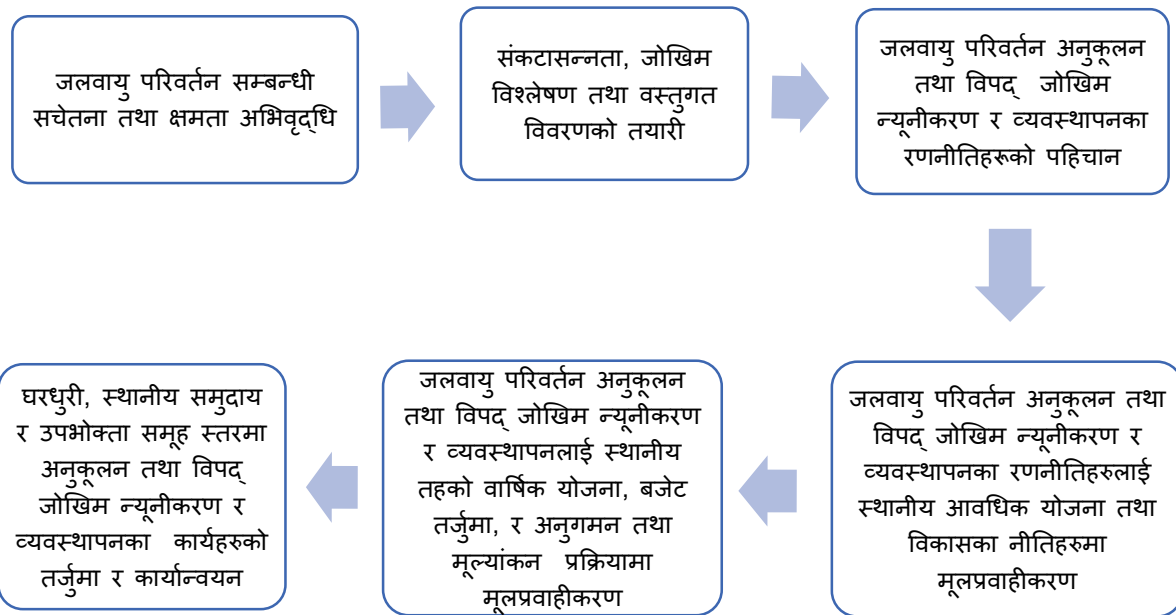 जलवायु परिवर्तन सम्बन्धी
सचेतना तथा क्षमता अभिवृद्धि
संकटासन्नता, जोखिम
विश्लेषण तथा वस्तुगत
विवरणको तयारी
जलवायु परिवर्तन अनुकूलन
तथा विपद् जोखिम
न्यूनीकरण र व्यवस्थापनका
रणनीतिहरूको पहिचान
जलवायु परिवर्तन अनुकूलन तथा
विपद् जोखिम न्यूनीकरण र
व्यवस्थापनका रणनीतिहरुलाई
स्थानीय आवधिक योजना तथा
विकासका नीतिहरुमा
मूलप्रवाहीकरण
जलवायु परिवर्तन अनुकूलन
तथा विपद् जोखिम न्यूनीकरण
र व्यवस्थापनलाई स्थानीय
तहको वार्षिक योजना, बजेट
तर्जुमा, र अनुगमन तथा
मूल्यांकन प्रक्रियामा
मूलप्रवाहीकरण
घरधुरी, स्थानीय समुदाय
र उपभोक्ता समूह स्तरमा
अनुकूलन तथा विपद्
जोखिम न्यूनीकरण र
व्यवस्थापनका कार्यहरुको
तर्जुमा र कार्यान्वयन